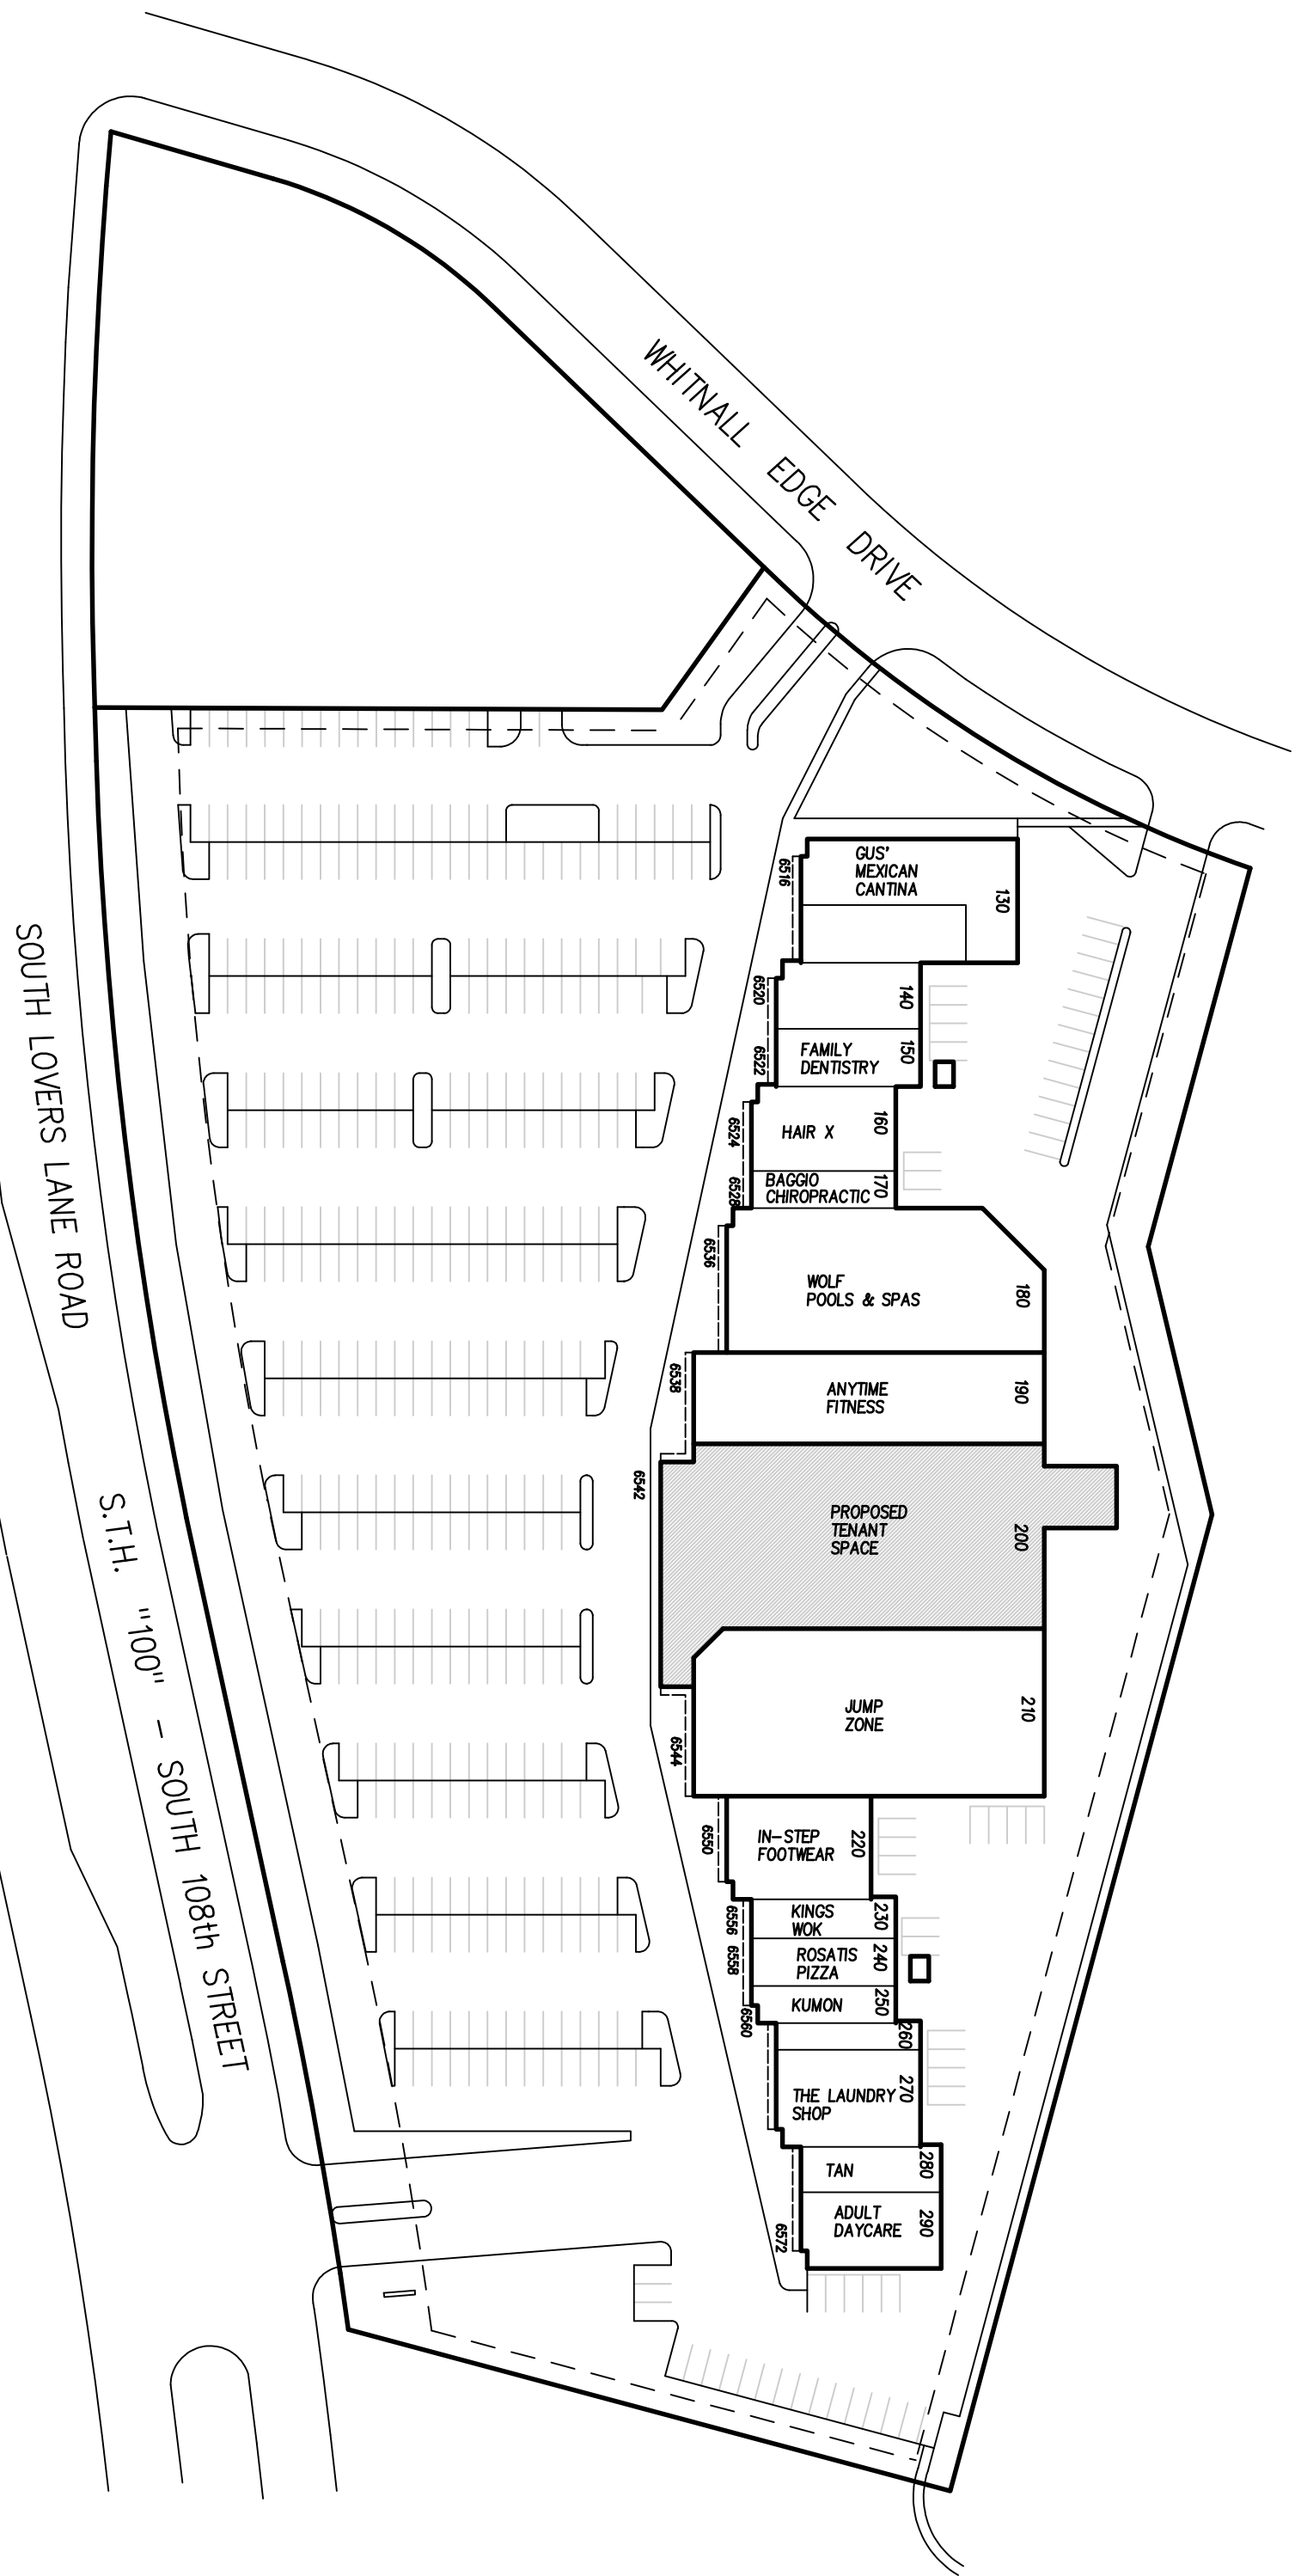 WHITNALL EDGE DRIVE
GUS'
MEXICAN
CANTINA
130
6516
140
6520
FAMILY
DENTISTRY
150
6522
HAIR X
160
6524
BAGGIO
CHIROPRACTIC
170
6528
WOLF
POOLS & SPAS
180
6536
ANYTIME
FITNESS
190
6538
PROPOSED
TENANT
SPACE
200
6542
JUMP
ZONE
210
6544
IN-STEP
FOOTWEAR
220
6550
KINGS
WOK
230
6556
ROSATIS
PIZZA
240
6558
KUMON
250
6560
260
THE LAUNDRY
SHOP
270
TAN
280
ADULT
DAYCARE
290
6572
SOUTH LOVERS LANE ROAD
S.T.H. "100" - SOUTH 108th STREET